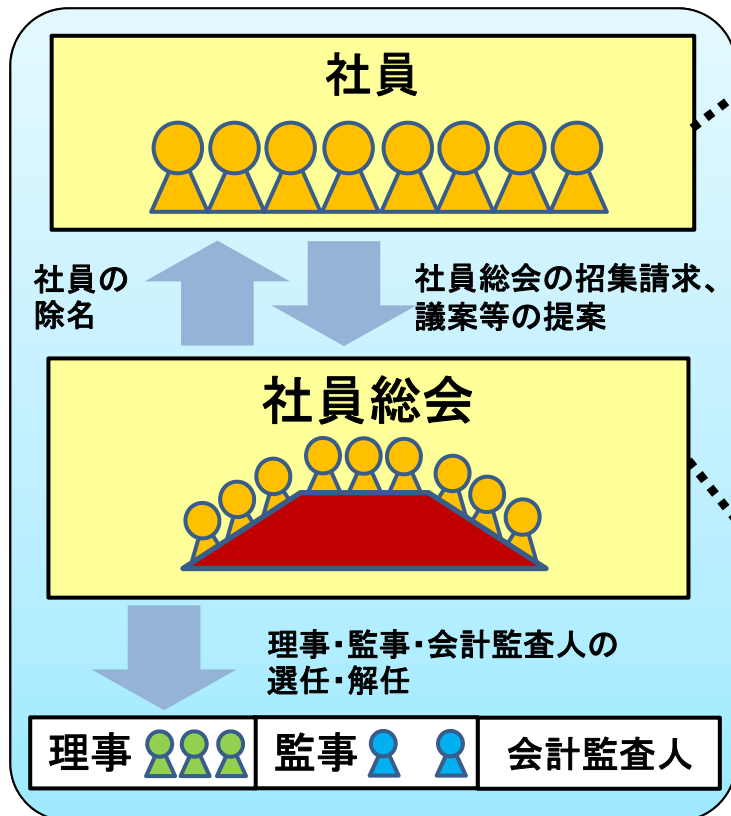 社員
社員の
除名
社員総会の招集請求、
議案等の提案
社員総会
理事・監事・会計監査人の
選任・解任
理事
監事
会計監査人